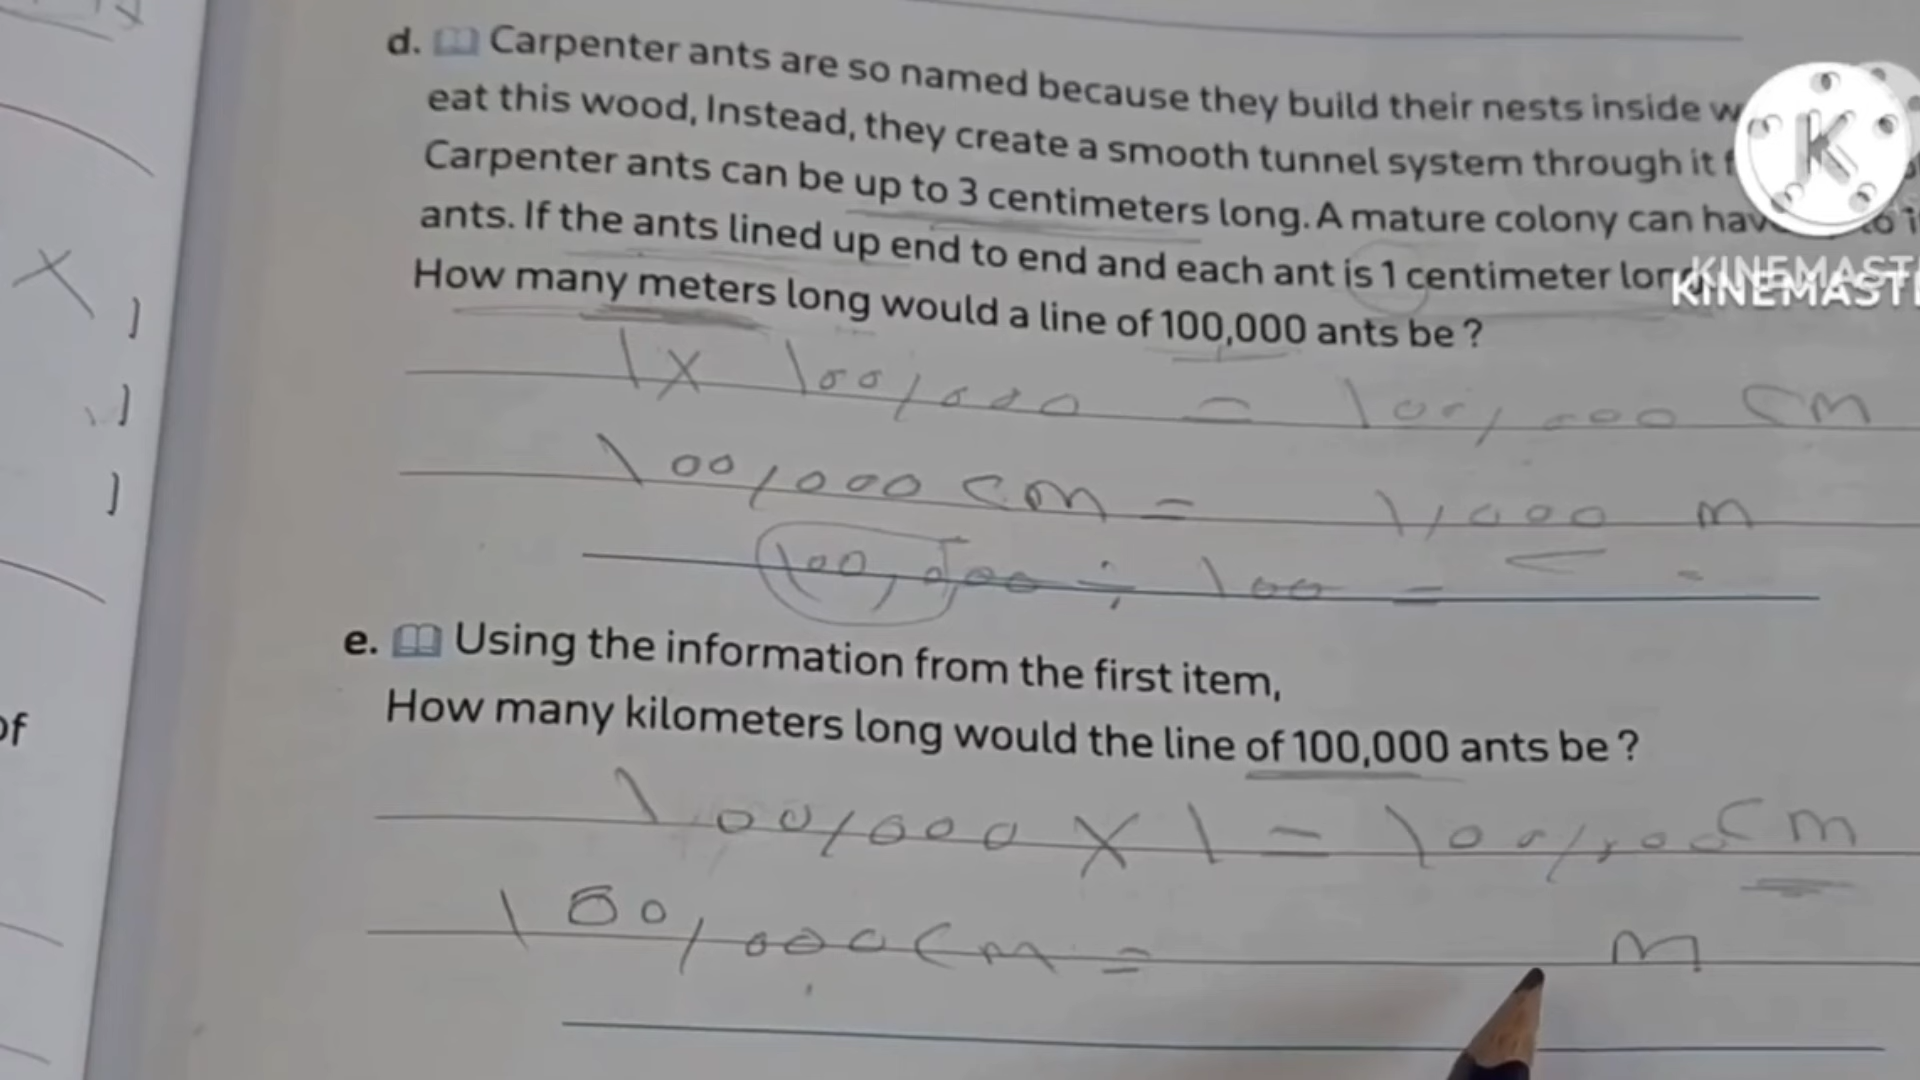 d. Carpenter ants are so named because they build their nests inside
eat this wood, Instead, they create a smooth tunnel system through it
Carpenter ants can be up to 3 centimeters long. A mature colony can
ants. If the ants lined up end to end and each ant is 1 centimeter
KINEMAST
How many meters long would a line of 100,000 ants be ?
1 x 100,000 = 100,000 cm
100,000 cm = 1,000 m
100,000 ÷ 100 =
e. Using the information from the first item,
How many kilometers long would the line of 100,000 ants be ?
100,000 x 1 = 100,000 cm
100,000 cm = m
of